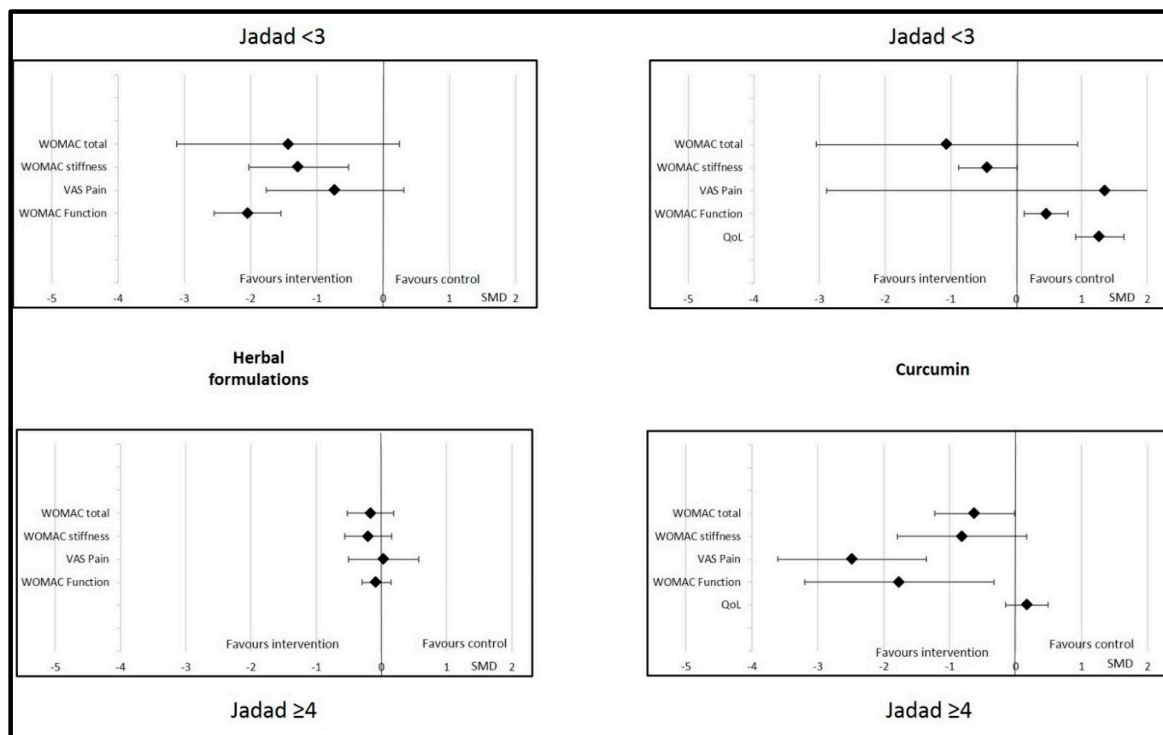 Jadad <3
WOMAC total
WOMAC stiffness
VAS Pain
WOMAC Function
Favours intervention
Favours control
SMD
-5 -4 -3 -2 -1 0 1 2
Jadad <3
WOMAC total
WOMAC stiffness
VAS Pain
WOMAC Function
QoL
Favours intervention
Favours control
SMD
-5 -4 -3 -2 -1 0 1 2
Herbal
formulations
Curcumin
WOMAC total
WOMAC stiffness
VAS Pain
WOMAC Function
Favours intervention
Favours control
SMD
-5 -4 -3 -2 -1 0 1 2
Jadad ≥4
WOMAC total
WOMAC stiffness
VAS Pain
WOMAC Function
QoL
Favours intervention
Favours control
SMD
-5 -4 -3 -2 -1 0 1 2
Jadad ≥4